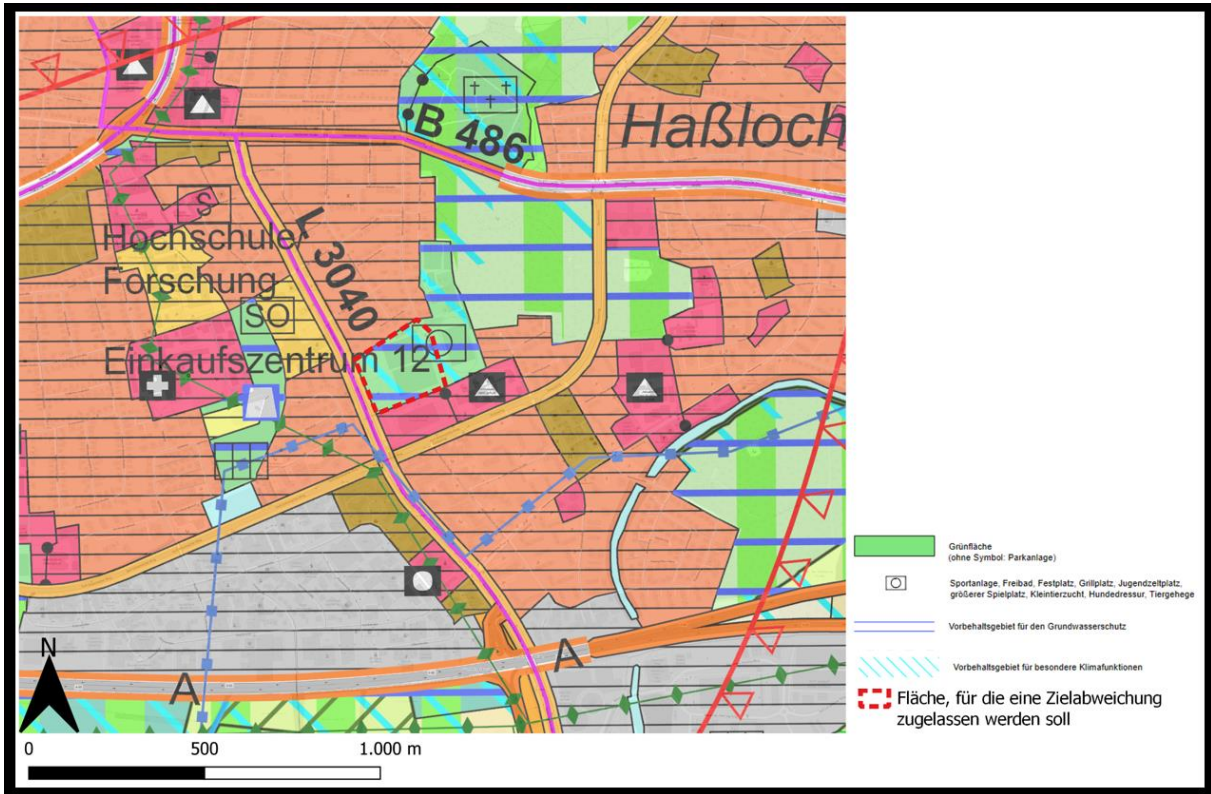 B 486
Haßloch
S
Hochschule/
Forschung
L 3040
SO
Einkaufszentrum 12
A
A
N
0 500 1.000 m
Grünfläche
(ohne Symbol: Parkanlage)
Sportanlage, Freibad, Festplatz, Grillplatz, Jugendzeltplatz,
größerer Spielplatz, Kleintierzucht, Hundedressur, Tiergehege
Vorbehaltsgebiet für den Grundwasserschutz
Vorbehaltsgebiet für besondere Klimafunktionen
Fläche, für die eine Zielabweichung
zugelassen werden soll